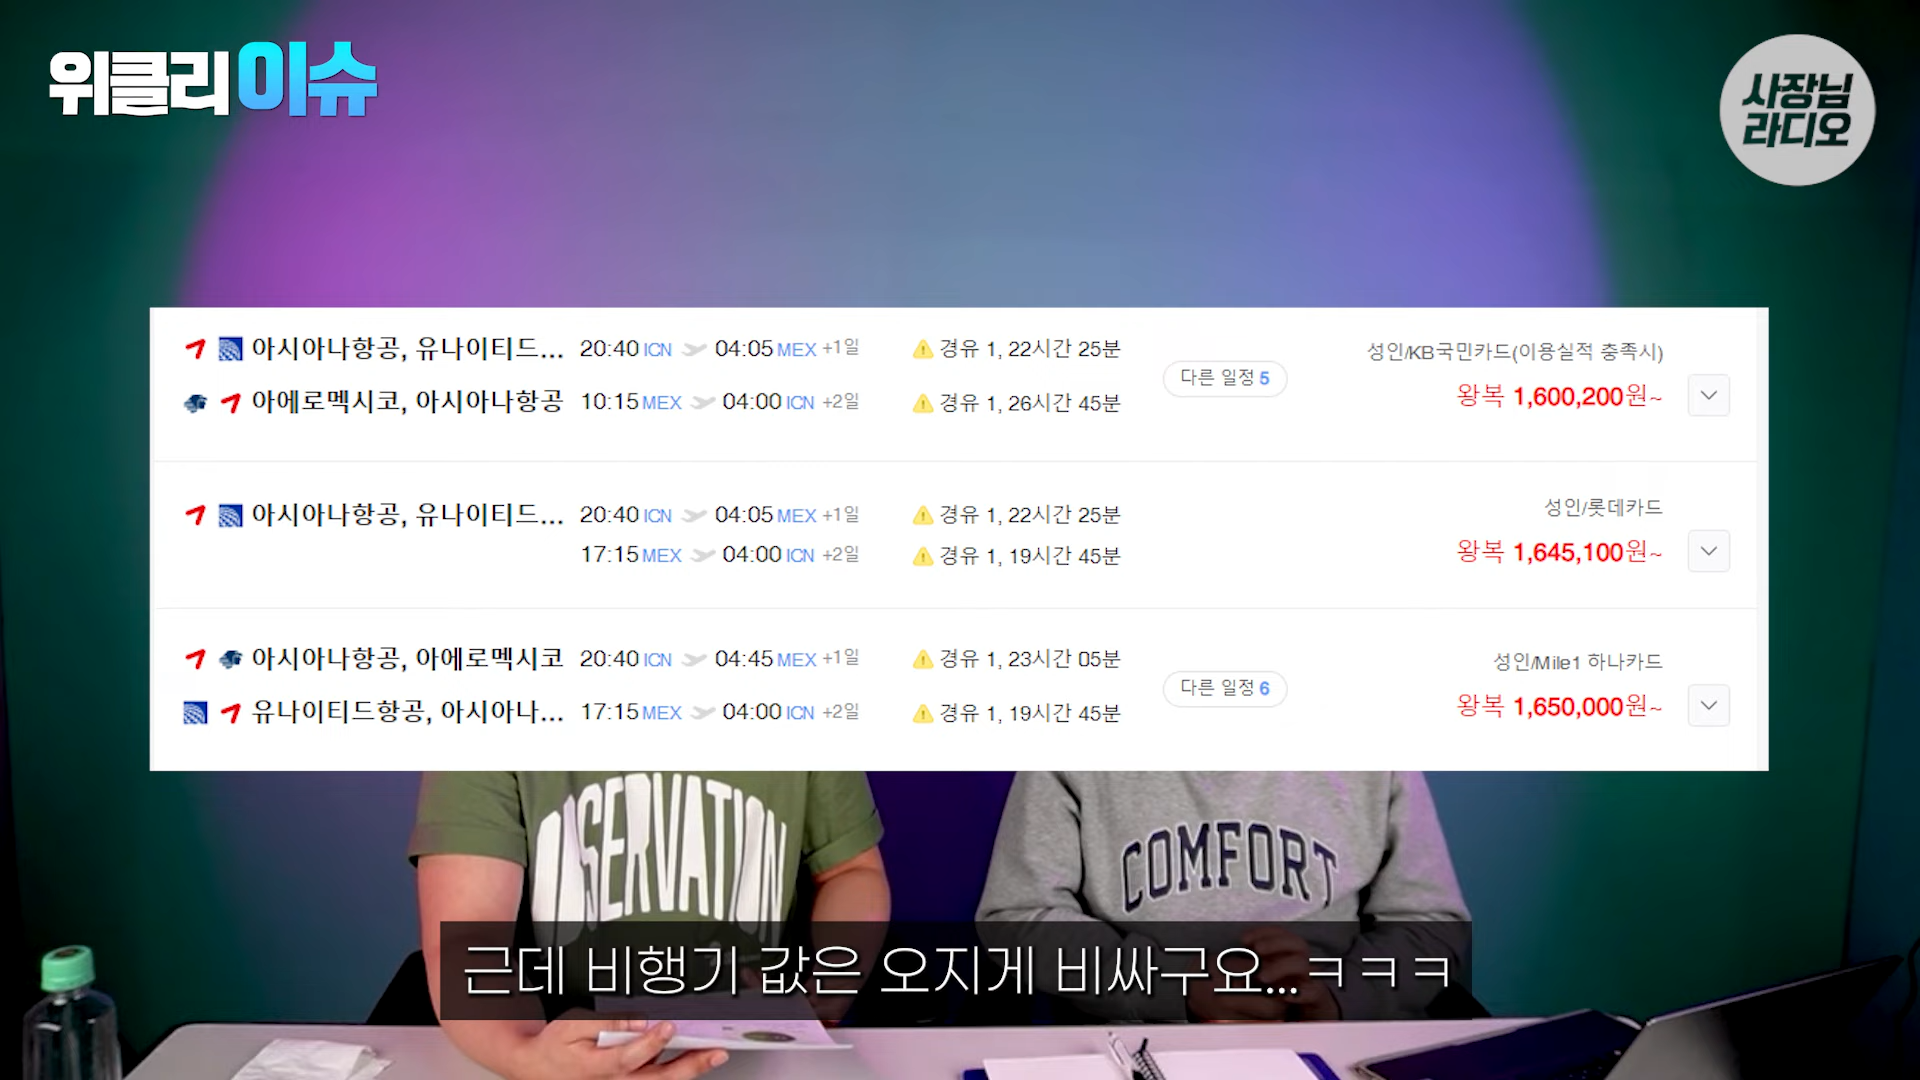 위클리 이슈
사장님
라디오
아시아나항공, 유나이티드... 20:40 ICN 04:05 MEX +1일 경유 1, 22시간 25분
아에로멕시코, 아시아나항공 10:15 MEX 04:00 ICN +2일 경유 1, 26시간 45분
다른 일정 5
성인/KB국민카드(이용실적 충족시)
왕복 1,600,200원~
아시아나항공, 유나이티드... 20:40 ICN 04:05 MEX +1일 경유 1, 22시간 25분
17:15 MEX 04:00 ICN +2일 경유 1, 19시간 45분
성인/롯데카드
왕복 1,645,100원~
아시아나항공, 아에로멕시코 20:40 ICN 04:45 MEX +1일 경유 1, 23시간 05분
유나이티드항공, 아시아나... 17:15 MEX 04:00 ICN +2일 경유 1, 19시간 45분
다른 일정 6
성인/Mile1 하나카드
왕복 1,650,000원~
OBSERVATION
COMFORT
근데 비행기 값은 오지게 비싸구요... ㅋㅋㅋ